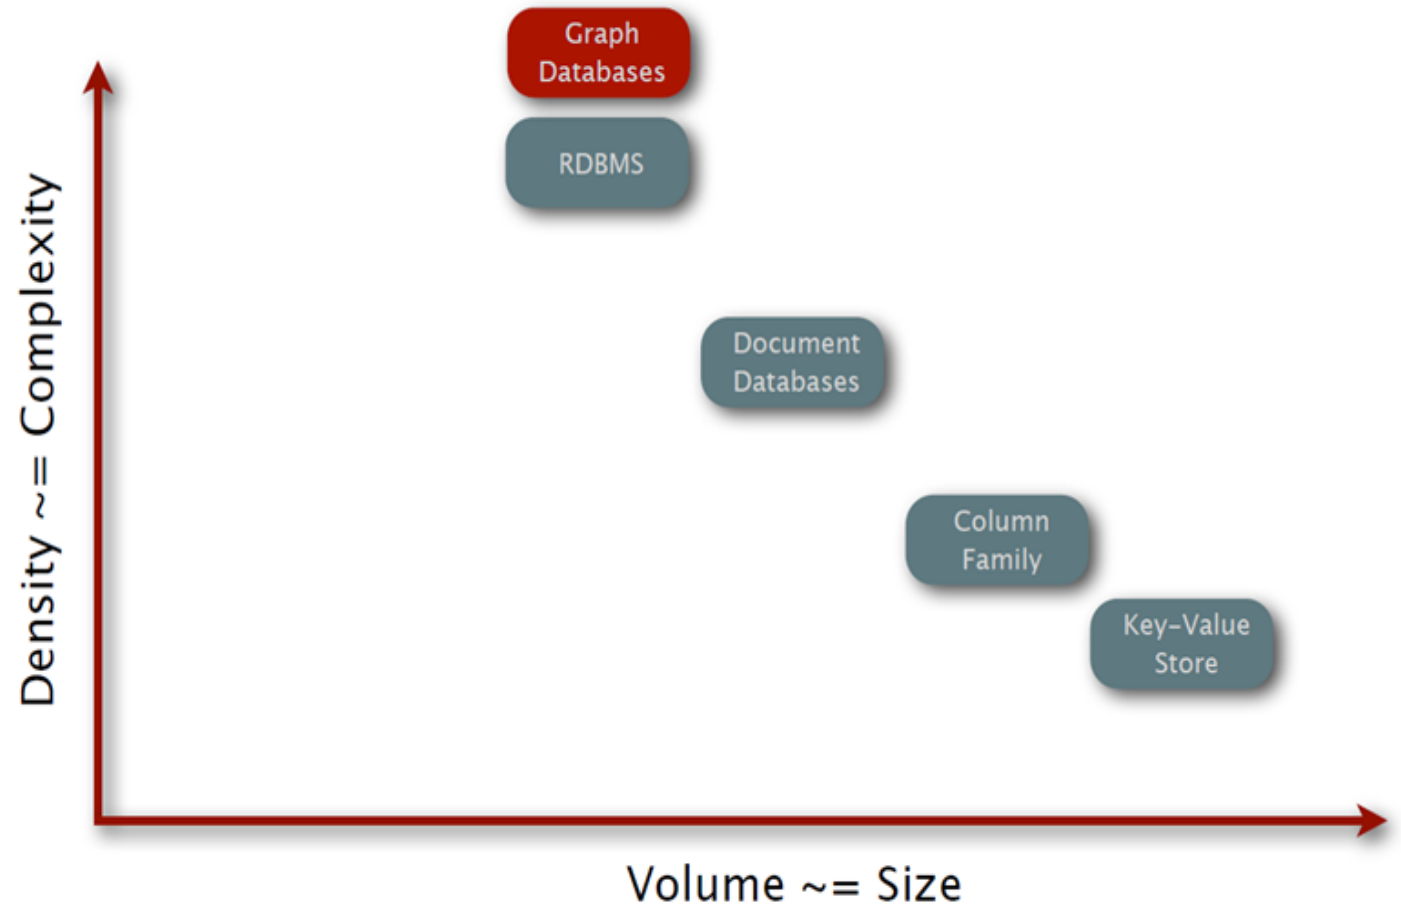 Graph
Databases
RDBMS
Document
Databases
Column
Family
Key-Value
Store
Density ~= Complexity
Volume ~= Size